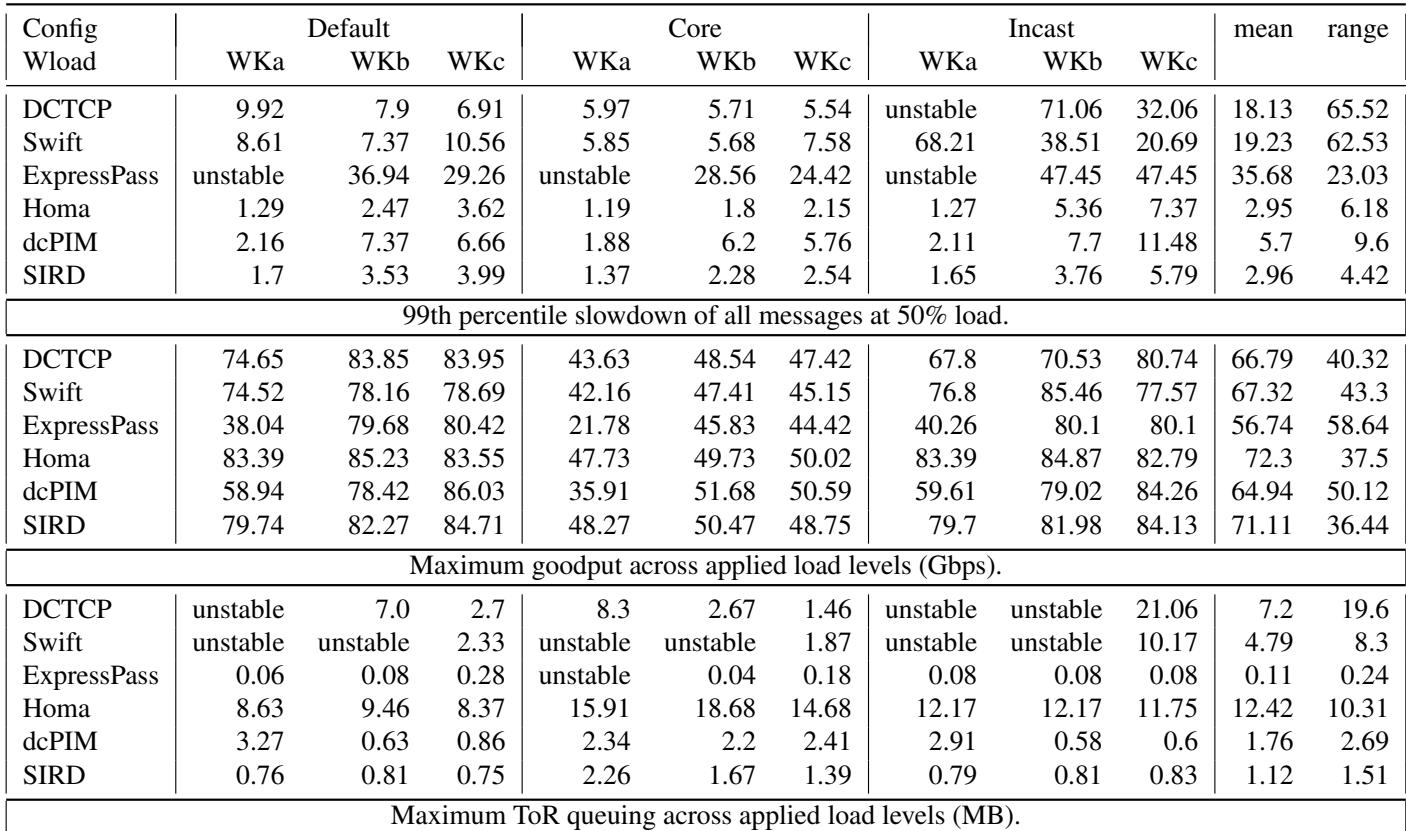 Config Default Core Incast mean range
Wload WKa WKb WKc WKa WKb WKc WKa WKb WKc
DCTCP 9.92 7.9 6.91 5.97 5.71 5.54 unstable 71.06 32.06 18.13 65.52
Swift 8.61 7.37 10.56 5.85 5.68 7.58 68.21 38.51 20.69 19.23 62.53
ExpressPass unstable 36.94 29.26 unstable 28.56 24.42 unstable 47.45 47.45 35.68 23.03
Homa 1.29 2.47 3.62 1.19 1.8 2.15 1.27 5.36 7.37 2.95 6.18
dcPIM 2.16 7.37 6.66 1.88 6.2 5.76 2.11 7.7 11.48 5.7 9.6
SIRD 1.7 3.53 3.99 1.37 2.28 2.54 1.65 3.76 5.79 2.96 4.42
99th percentile slowdown of all messages at 50% load.
DCTCP 74.65 83.85 83.95 43.63 48.54 47.42 67.8 70.53 80.74 66.79 40.32
Swift 74.52 78.16 78.69 42.16 47.41 45.15 76.8 85.46 77.57 67.32 43.3
ExpressPass 38.04 79.68 80.42 21.78 45.83 44.42 40.26 80.1 80.1 56.74 58.64
Homa 83.39 85.23 83.55 47.73 49.73 50.02 83.39 84.87 82.79 72.3 37.5
dcPIM 58.94 78.42 86.03 35.91 51.68 50.59 59.61 79.02 84.26 64.94 50.12
SIRD 79.74 82.27 84.71 48.27 50.47 48.75 79.7 81.98 84.13 71.11 36.44
Maximum goodput across applied load levels (Gbps).
DCTCP unstable 7.0 2.7 8.3 2.67 1.46 unstable unstable 21.06 7.2 19.6
Swift unstable unstable 2.33 unstable unstable 1.87 unstable unstable 10.17 4.79 8.3
ExpressPass 0.06 0.08 0.28 unstable 0.04 0.18 0.08 0.08 0.08 0.11 0.24
Homa 8.63 9.46 8.37 15.91 18.68 14.68 12.17 12.17 11.75 12.42 10.31
dcPIM 3.27 0.63 0.86 2.34 2.2 2.41 2.91 0.58 0.6 1.76 2.69
SIRD 0.76 0.81 0.75 2.26 1.67 1.39 0.79 0.81 0.83 1.12 1.51
Maximum ToR queuing across applied load levels (MB).